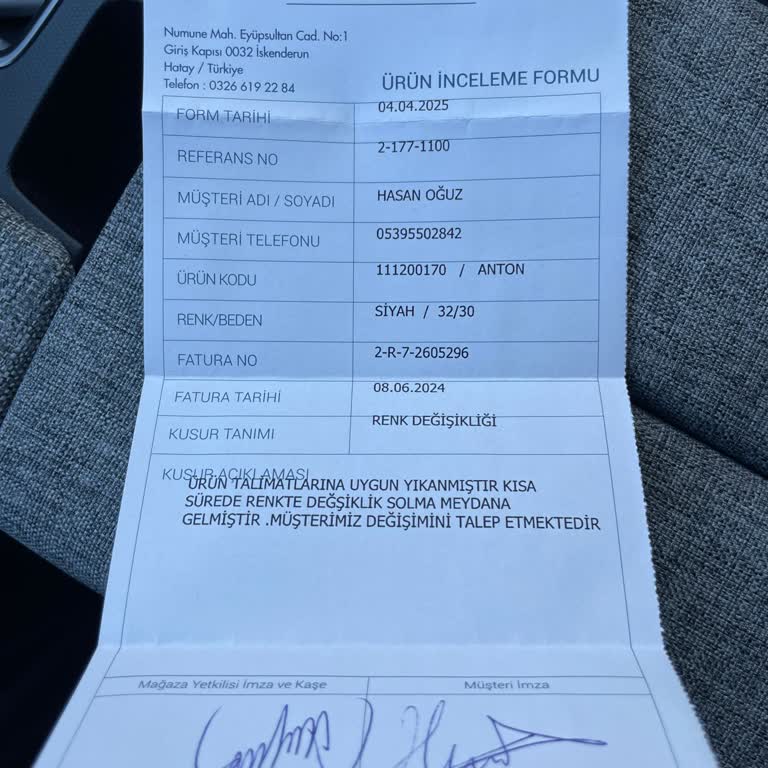 Numune Mah. Eyüpsultan Cad. No:1
Giriş Kapısı 0032 İskenderun
Hatay / Türkiye
Telefon : 0326 619 22 84
ÜRÜN İNCELEME FORMU
FORM TARİHİ 04.04.2025
REFERANS NO 2-177-1100
MÜŞTERİ ADI / SOYADI HASAN OĞUZ
MÜŞTERİ TELEFONU 05395502842
ÜRÜN KODU 111200170 / ANTON
RENK/BEDEN SİYAH / 32/30
FATURA NO 2-R-7-2605296
FATURA TARİHİ 08.06.2024
KUSUR TANIMI RENK DEĞİŞİKLİĞİ
KUSUR AÇIKLAMASI
ÜRÜN TALIMATLARINA UYGUN YIKANMIŞTIR KISA
SÜREDE RENKTE DEĞŞİKLİK SOLMA MEYDANA
GELMİŞTİR .MÜŞTERİMİZ DEĞİŞİMİNİ TALEP ETMEKTEDİR
Mağaza Yetkilisi İmza ve Kaşe Müşteri İmza